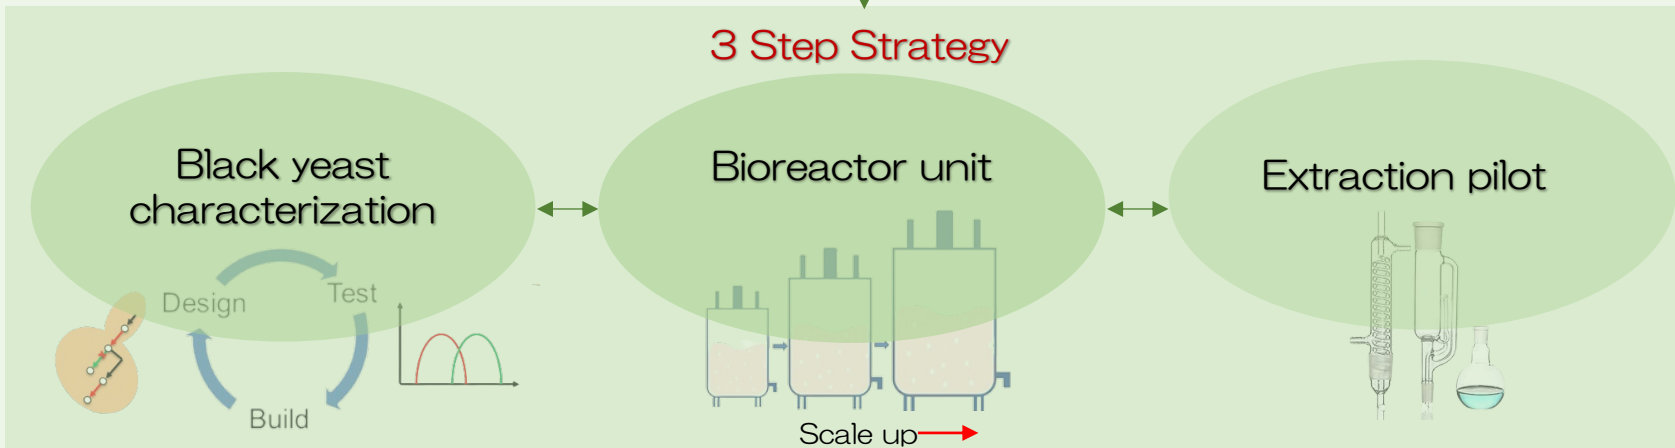 3 Step Strategy
Black yeast
characterization
Bioreactor unit
Extraction pilot
Design
Test
Build
Scale up